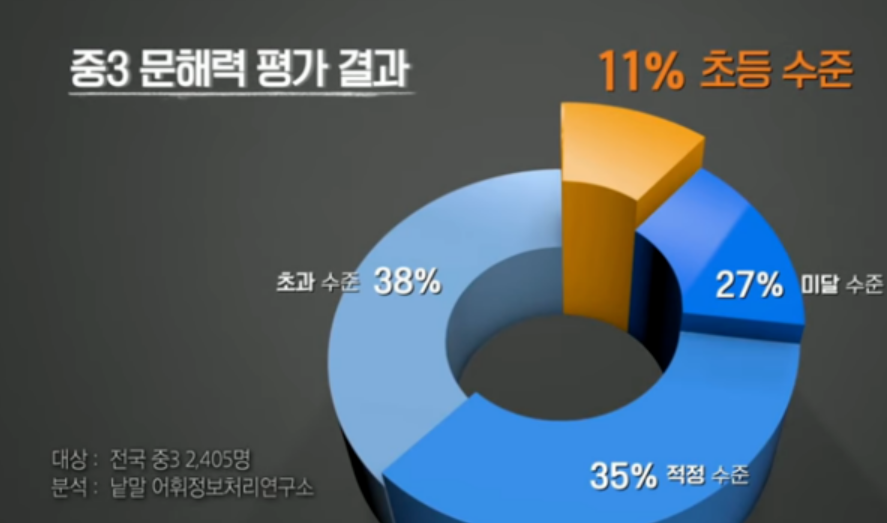 중3 문해력 평가 결과
11% 초등 수준
초과 수준 38%
27% 미달 수준
35% 적정 수준
대상 : 전국 중3 2,405명
분석 : 낱말 어휘정보처리연구소